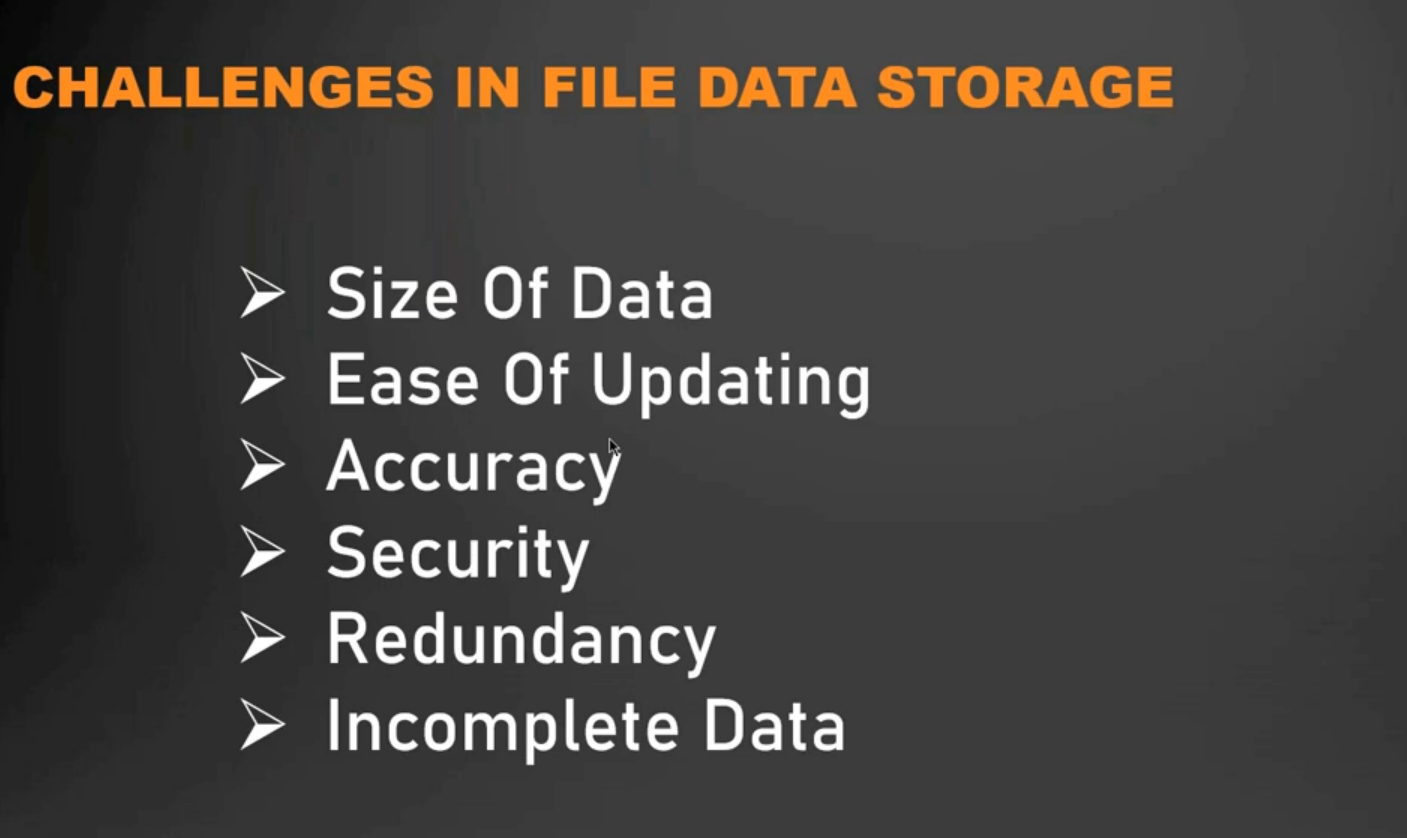 CHALLENGES IN FILE DATA STORAGE
Size Of Data
Ease Of Updating
Accuracy
Security
Redundancy
Incomplete Data